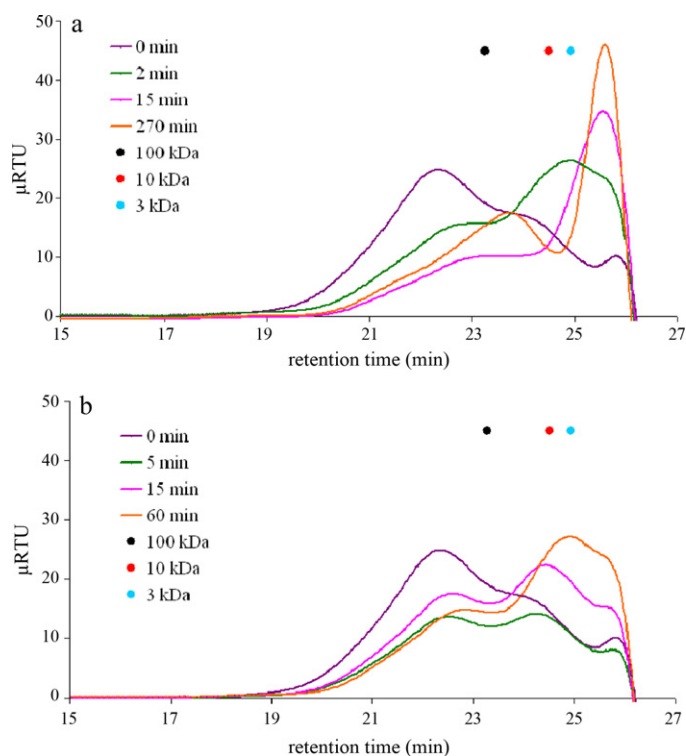 a
50
40
30
20
10
0
µRTU
0 min
2 min
15 min
270 min
100 kDa
10 kDa
3 kDa
15 17 19 21 23 25 27
retention time (min)
b
50
40
30
20
10
0
µRTU
0 min
5 min
15 min
60 min
100 kDa
10 kDa
3 kDa
15 17 19 21 23 25 27
retention time (min)